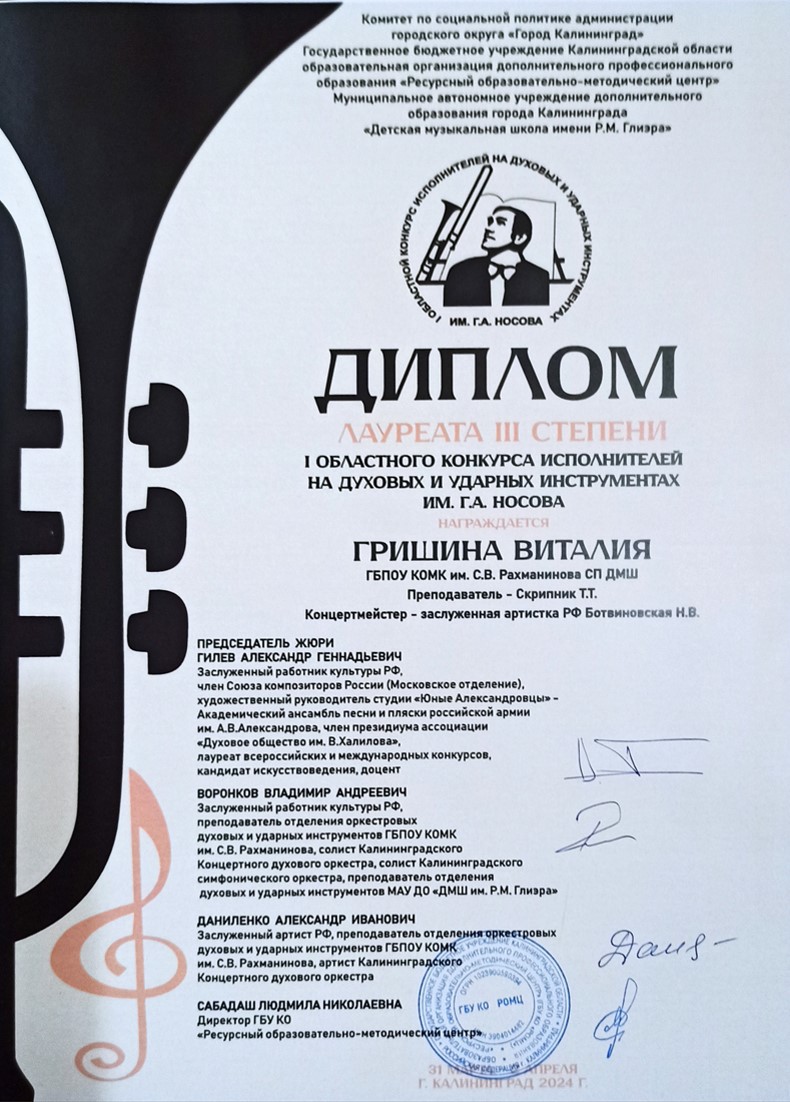 Комитет по социальной политике администрации
городского округа «Город Калининград»
Государственное бюджетное учреждение Калининградской области
образовательная организация дополнительного профессионального
образования «Ресурсный образовательно-методический центр»
Муниципальное автономное учреждение дополнительного
образования города Калининграда
«Детская музыкальная школа имени Р.М. Глиэра»
I ОБЛАСТНОЙ КОНКУРС ИСПОЛНИТЕЛЕЙ НА ДУХОВЫХ И УДАРНЫХ ИНСТРУМЕНТАХ
ИМ. Г.А. НОСОВА
ДИПЛОМ
ЛАУРЕАТА III СТЕПЕНИ
I ОБЛАСТНОГО КОНКУРСА ИСПОЛНИТЕЛЕЙ
НА ДУХОВЫХ И УДАРНЫХ ИНСТРУМЕНТАХ
ИМ. Г.А. НОСОВА
НАГРАЖДАЕТСЯ
ГРИШИНА ВИТАЛИЯ
ГБПОУ КОМК им. С.В. Рахманинова СП ДМШ
Преподаватель – Скрипник Т.Т.
Концертмейстер – заслуженная артистка РФ Ботвиновская Н.В.
ПРЕДСЕДАТЕЛЬ ЖЮРИ
ГИЛЕВ АЛЕКСАНДР ГЕННАДЬЕВИЧ
Заслуженный работник культуры РФ,
член Союза композиторов России (Московское отделение),
художественный руководитель студии «Юные Александровцы» –
Академический ансамбль песни и пляски российской армии
им. А.В.Александрова, член президиума ассоциации
«Духовое общество им. В.Халилова»,
лауреат всероссийских и международных конкурсов,
кандидат искусствоведения, доцент
ВОРОНКОВ ВЛАДИМИР АНДРЕЕВИЧ
Заслуженный работник культуры РФ,
преподаватель отделения оркестровых
духовых и ударных инструментов ГБПОУ КОМК
им. С.В. Рахманинова, солист Калининградского
Концертного духового оркестра, солист Калининградского
симфонического оркестра, преподаватель отделения
духовых и ударных инструментов МАУ ДО «ДМШ им. Р.М. Глиэра»
ДАНИЛЕНКО АЛЕКСАНДР ИВАНОВИЧ
Заслуженный артист РФ, преподаватель отделения оркестровых
духовых и ударных инструментов ГБПОУ КОМК
им. С.В. Рахманинова, артист Калининградского
Концертного духового оркестра
САБАДАШ ЛЮДМИЛА НИКОЛАЕВНА
Директор ГБУ КО
«Ресурсный образовательно-методический центр»
ГБУ КО РОМЦ
31 АПРЕЛЯ
Г. КАЛИНИНГРАД 2024 Г.